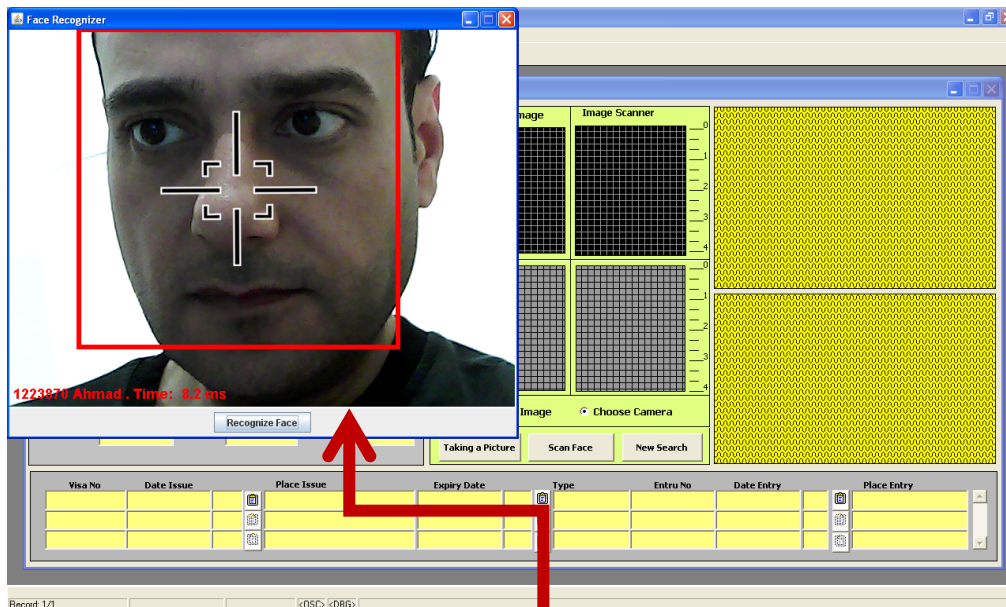 Face Recognizer
mage
Image Scanner
0
1
2
3
4
0
1
2
3
4
1223870 Ahmad . Time: 8.2 ms
Recognize Face
Image
Choose Camera
Taking a Picture
Scan Face
New Search
Visa No Date Issue Place Issue Expiry Date Type Entru No Date Entry Place Entry
Record: 1/1 <OSC> <DBG>